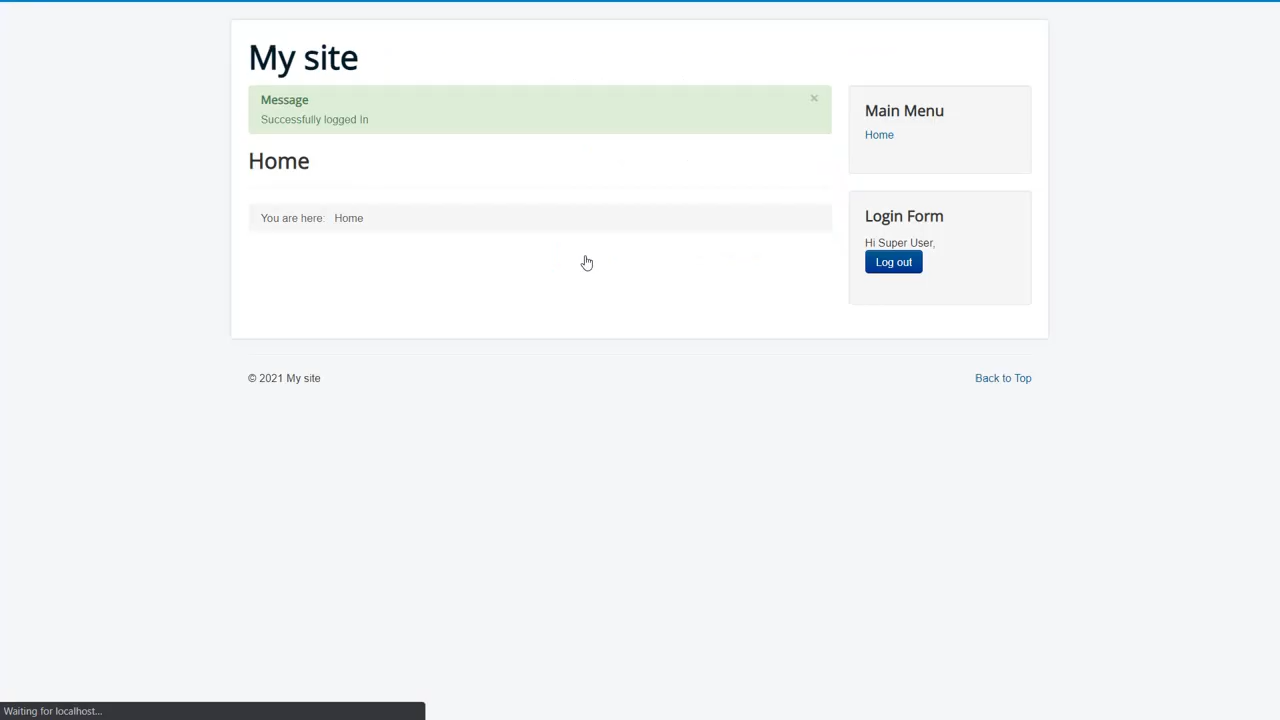 My site
Message
×
Successfully logged In
Home
You are here: Home
Main Menu
Home
Login Form
Hi Super User,
Log out
© 2021 My site
Back to Top
Waiting for localhost...